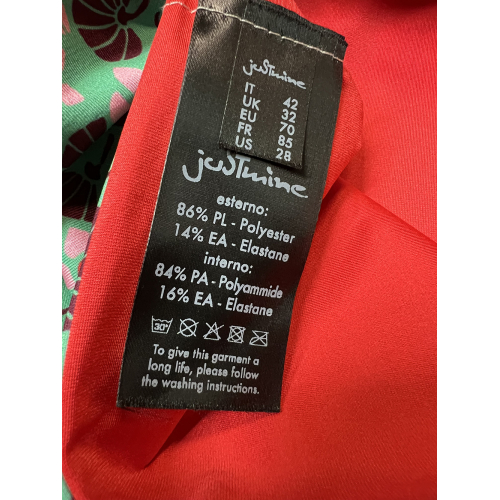 justmine
IT 42
UK 32
EU 70
FR 85
US 28
justmine
esterno:
86% PL - Polyester
14% EA - Elastane
interno:
84% PA - Polyammide
16% EA - Elastane
30°
To give this garment a
long life, please follow
the washing instructions.